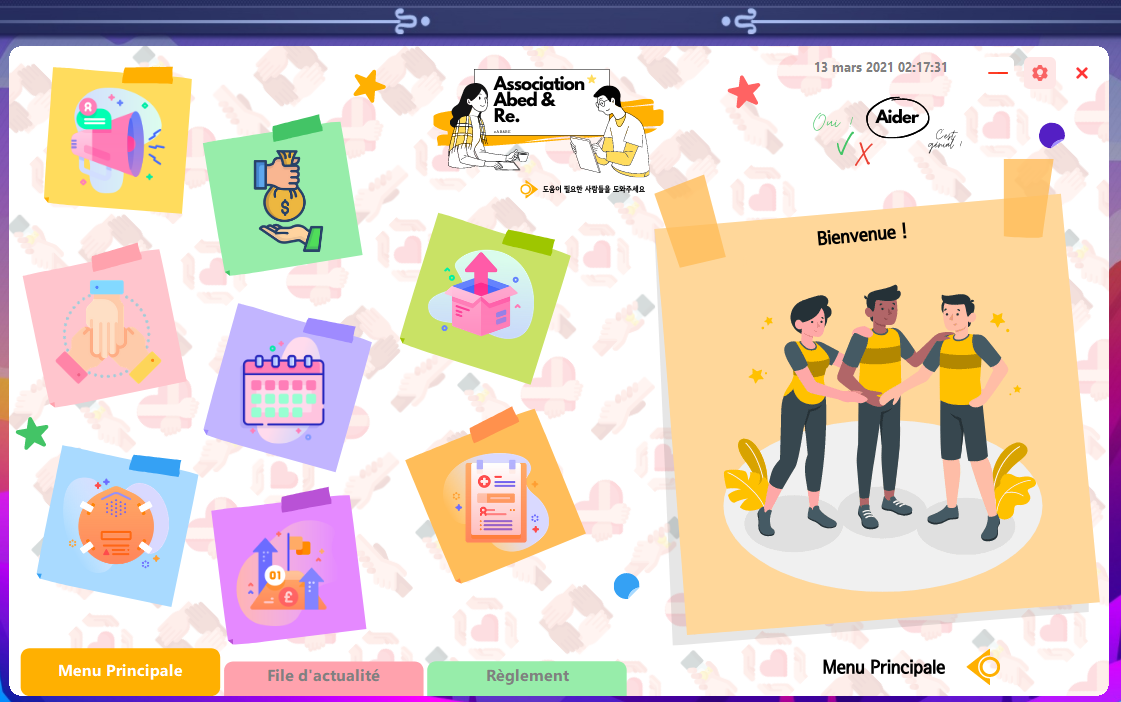 13 mars 2021 02:17:31
Association
Abed &
Re.
도움이 필요한 사람들을 도와주세요
Oui !
Aider
C'est
génial !
Bienvenue !
$
01
£
Menu Principale
File d'actualité
Règlement
Menu Principale